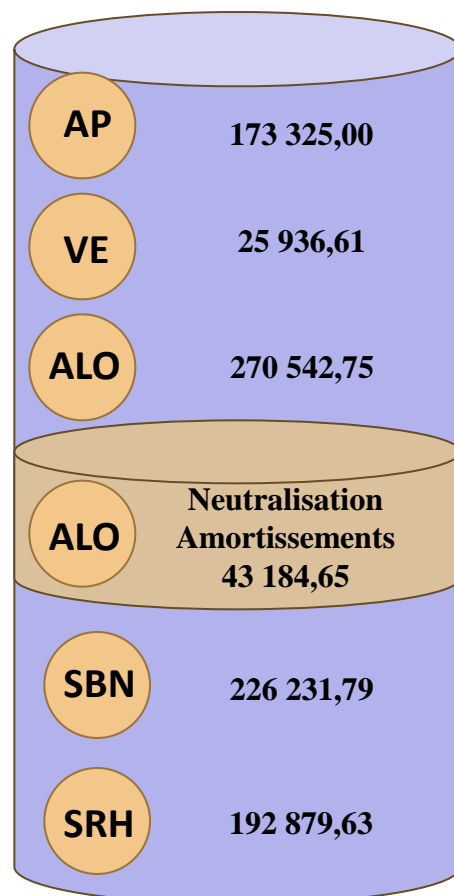 AP 173 325,00
VE 25 936,61
ALO 270 542,75
Neutralisation
ALO Amortissements
43 184,65
SBN 226 231,79
SRH 192 879,63